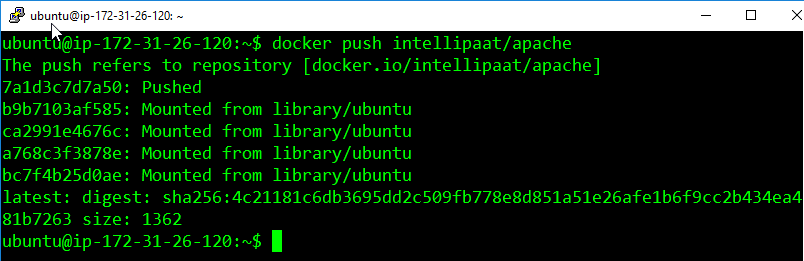 ubuntu@ip-172-31-26-120: ~
ubuntu@ip-172-31-26-120:~$ docker push intellipaat/apache
The push refers to repository [docker.io/intellipaat/apache]
7a1d3c7d7a50: Pushed
b9b7103af585: Mounted from library/ubuntu
ca2991e4676c: Mounted from library/ubuntu
a768c3f3878e: Mounted from library/ubuntu
bc7f4b25d0ae: Mounted from library/ubuntu
latest: digest: sha256:4c21181c6db3695dd2c509fb778e8d851a51e26afe1b6f9cc2b434ea4
81b7263 size: 1362
ubuntu@ip-172-31-26-120:~$